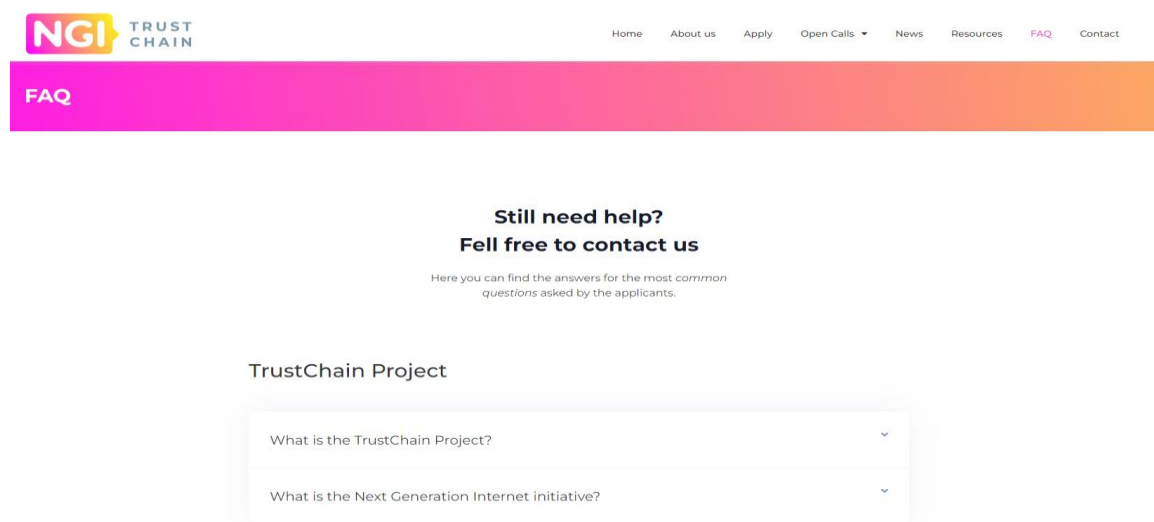 NGI TRUST CHAIN
Home About us Apply Open Calls News Resources FAQ Contact
FAQ
Still need help?
Fell free to contact us
Here you can find the answers for the most common
questions asked by the applicants.
TrustChain Project
What is the TrustChain Project?
What is the Next Generation Internet initiative?